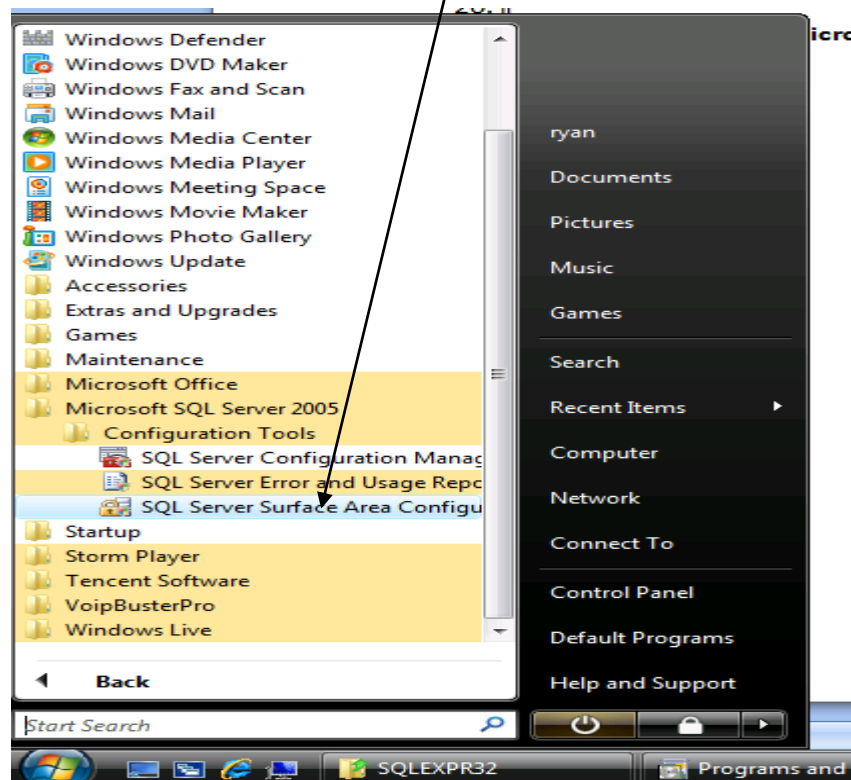 Windows Defender
Windows DVD Maker
Windows Fax and Scan
Windows Mail
Windows Media Center
Windows Media Player
Windows Meeting Space
Windows Movie Maker
Windows Photo Gallery
Windows Update
Accessories
Extras and Upgrades
Games
Maintenance
Microsoft Office
Microsoft SQL Server 2005
Configuration Tools
SQL Server Configuration Manag
SQL Server Error and Usage Repo
SQL Server Surface Area Configu
Startup
Storm Player
Tencent Software
VoipBusterPro
Windows Live
Back
Start Search
ryan
Documents
Pictures
Music
Games
Search
Recent Items
Computer
Network
Connect To
Control Panel
Default Programs
Help and Support
icro
SQLEXPR32
Programs and